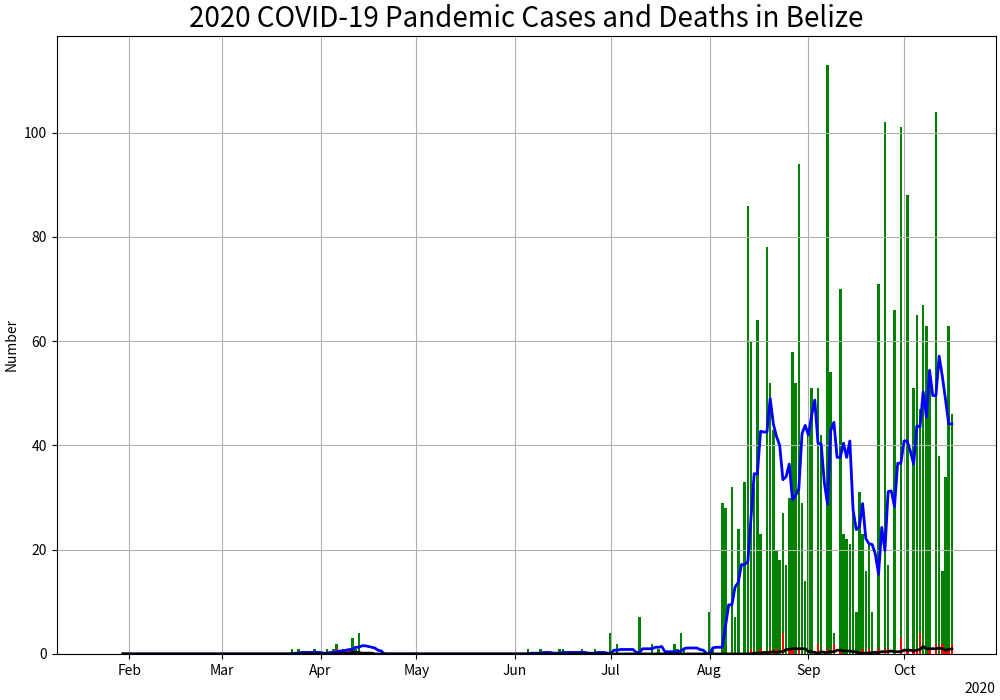 2020 COVID-19 Pandemic Cases and Deaths in Belize
Number
100
80
60
40
20
0
Feb Mar Apr May Jun Jul Aug Sep Oct
2020